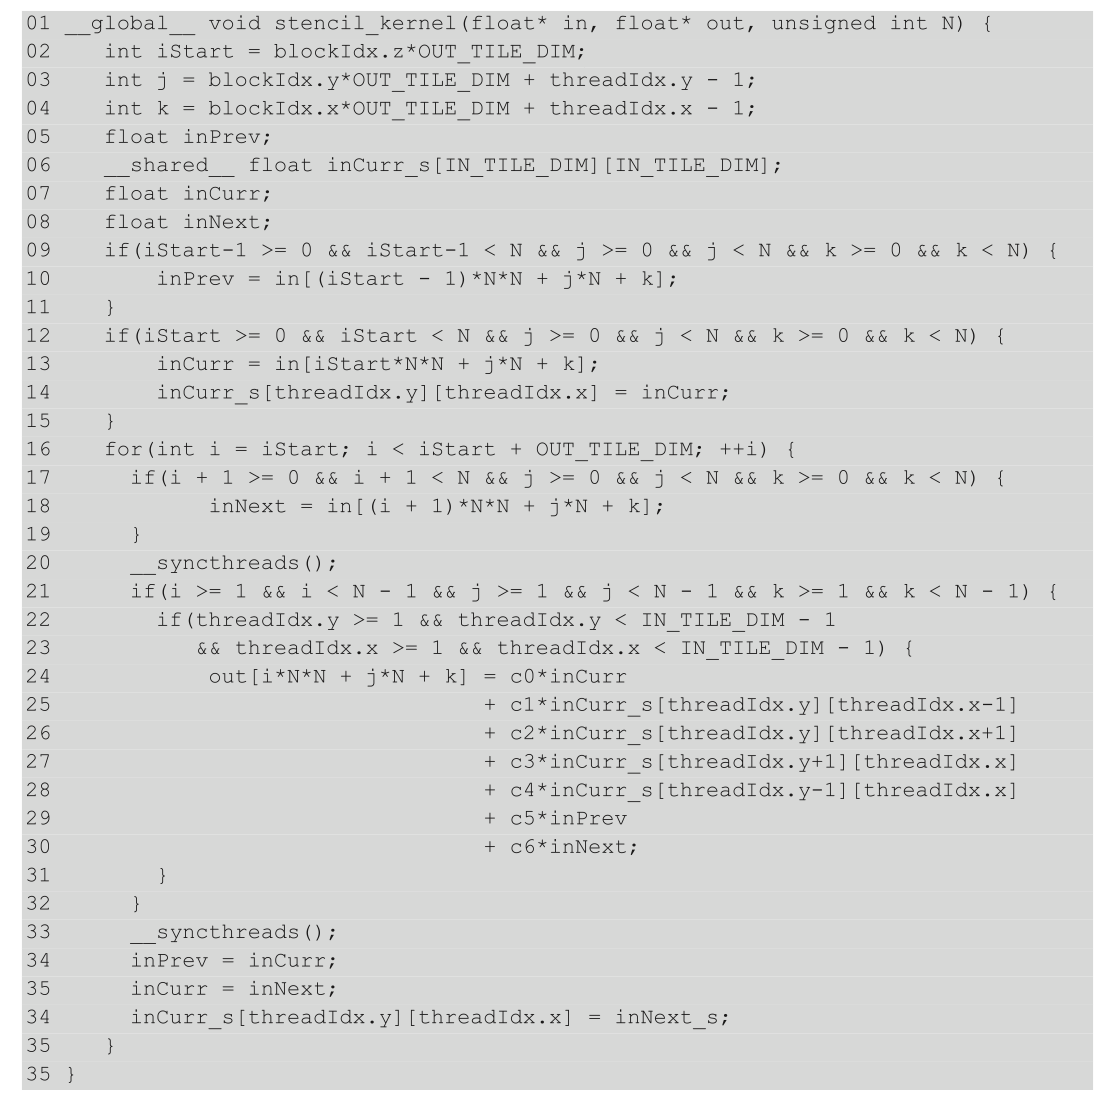 01 __global__ void stencil_kernel(float* in, float* out, unsigned int N) {
02    int iStart = blockIdx.z*OUT_TILE_DIM;
03    int j = blockIdx.y*OUT_TILE_DIM + threadIdx.y - 1;
04    int k = blockIdx.x*OUT_TILE_DIM + threadIdx.x - 1;
05    float inPrev;
06    __shared__ float inCurr_s[IN_TILE_DIM][IN_TILE_DIM];
07    float inCurr;
08    float inNext;
09    if(iStart-1 >= 0 && iStart-1 < N && j >= 0 && j < N && k >= 0 && k < N) {
10        inPrev = in[(iStart - 1)*N*N + j*N + k];
11    }
12    if(iStart >= 0 && iStart < N && j >= 0 && j < N && k >= 0 && k < N) {
13        inCurr = in[iStart*N*N + j*N + k];
14        inCurr_s[threadIdx.y][threadIdx.x] = inCurr;
15    }
16    for(int i = iStart; i < iStart + OUT_TILE_DIM; ++i) {
17      if(i + 1 >= 0 && i + 1 < N && j >= 0 && j < N && k >= 0 && k < N) {
18            inNext = in[(i + 1)*N*N + j*N + k];
19      }
20      __syncthreads();
21      if(i >= 1 && i < N - 1 && j >= 1 && j < N - 1 && k >= 1 && k < N - 1) {
22        if(threadIdx.y >= 1 && threadIdx.y < IN_TILE_DIM - 1
23           && threadIdx.x >= 1 && threadIdx.x < IN_TILE_DIM - 1) {
24            out[i*N*N + j*N + k] = c0*inCurr
25                                 + c1*inCurr_s[threadIdx.y][threadIdx.x-1]
26                                 + c2*inCurr_s[threadIdx.y][threadIdx.x+1]
27                                 + c3*inCurr_s[threadIdx.y+1][threadIdx.x]
28                                 + c4*inCurr_s[threadIdx.y-1][threadIdx.x]
29                                 + c5*inPrev
30                                 + c6*inNext;
31        }
32      }
33      __syncthreads();
34      inPrev = inCurr;
35      inCurr = inNext;
34      inCurr_s[threadIdx.y][threadIdx.x] = inNext_s;
35    }
35 }